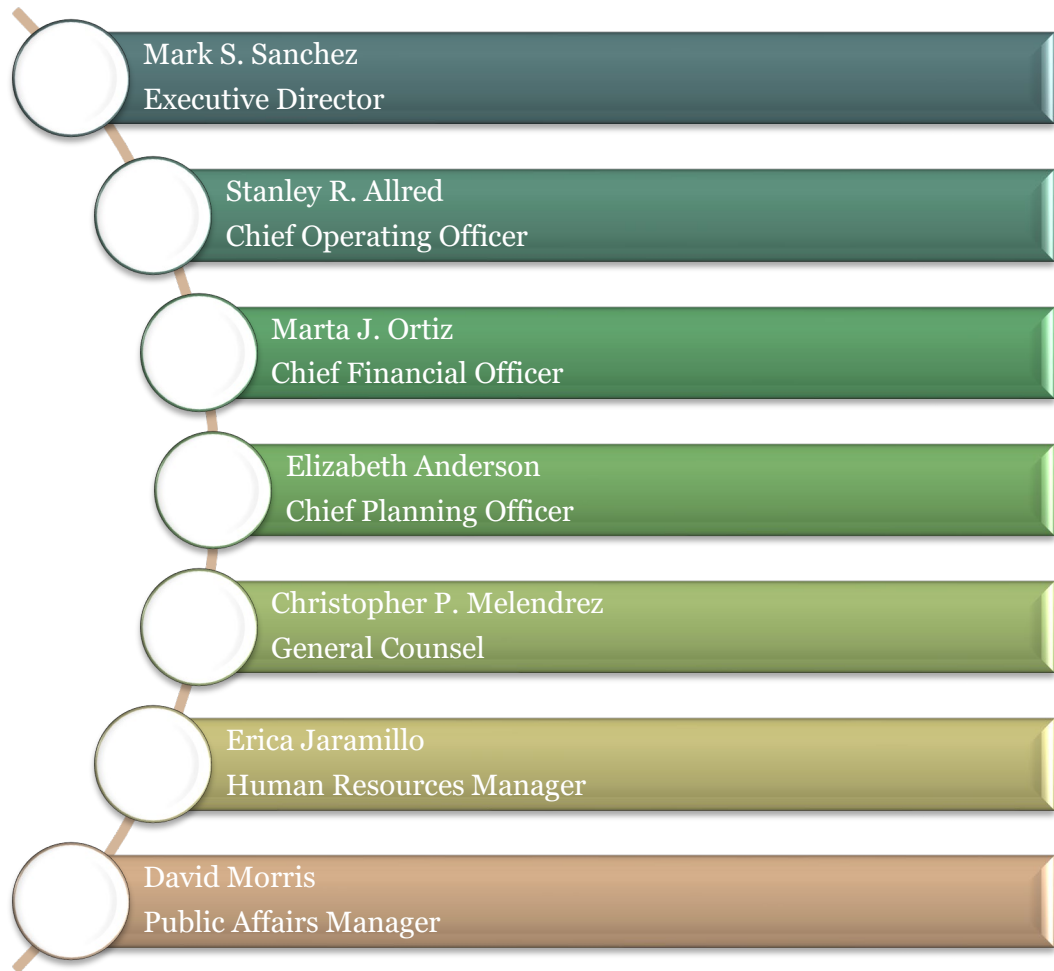 Mark S. Sanchez
Executive Director
Stanley R. Allred
Chief Operating Officer
Marta J. Ortiz
Chief Financial Officer
Elizabeth Anderson
Chief Planning Officer
Christopher P. Melendrez
General Counsel
Erica Jaramillo
Human Resources Manager
David Morris
Public Affairs Manager